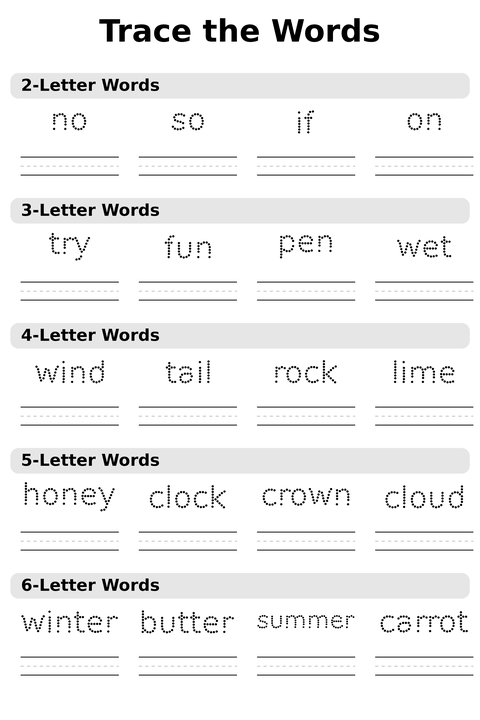 Trace the Words
2-Letter Words
no so if on
3-Letter Words
try fun pen wet
4-Letter Words
wind tail rock lime
5-Letter Words
honey clock crown cloud
6-Letter Words
winter butter summer carrot